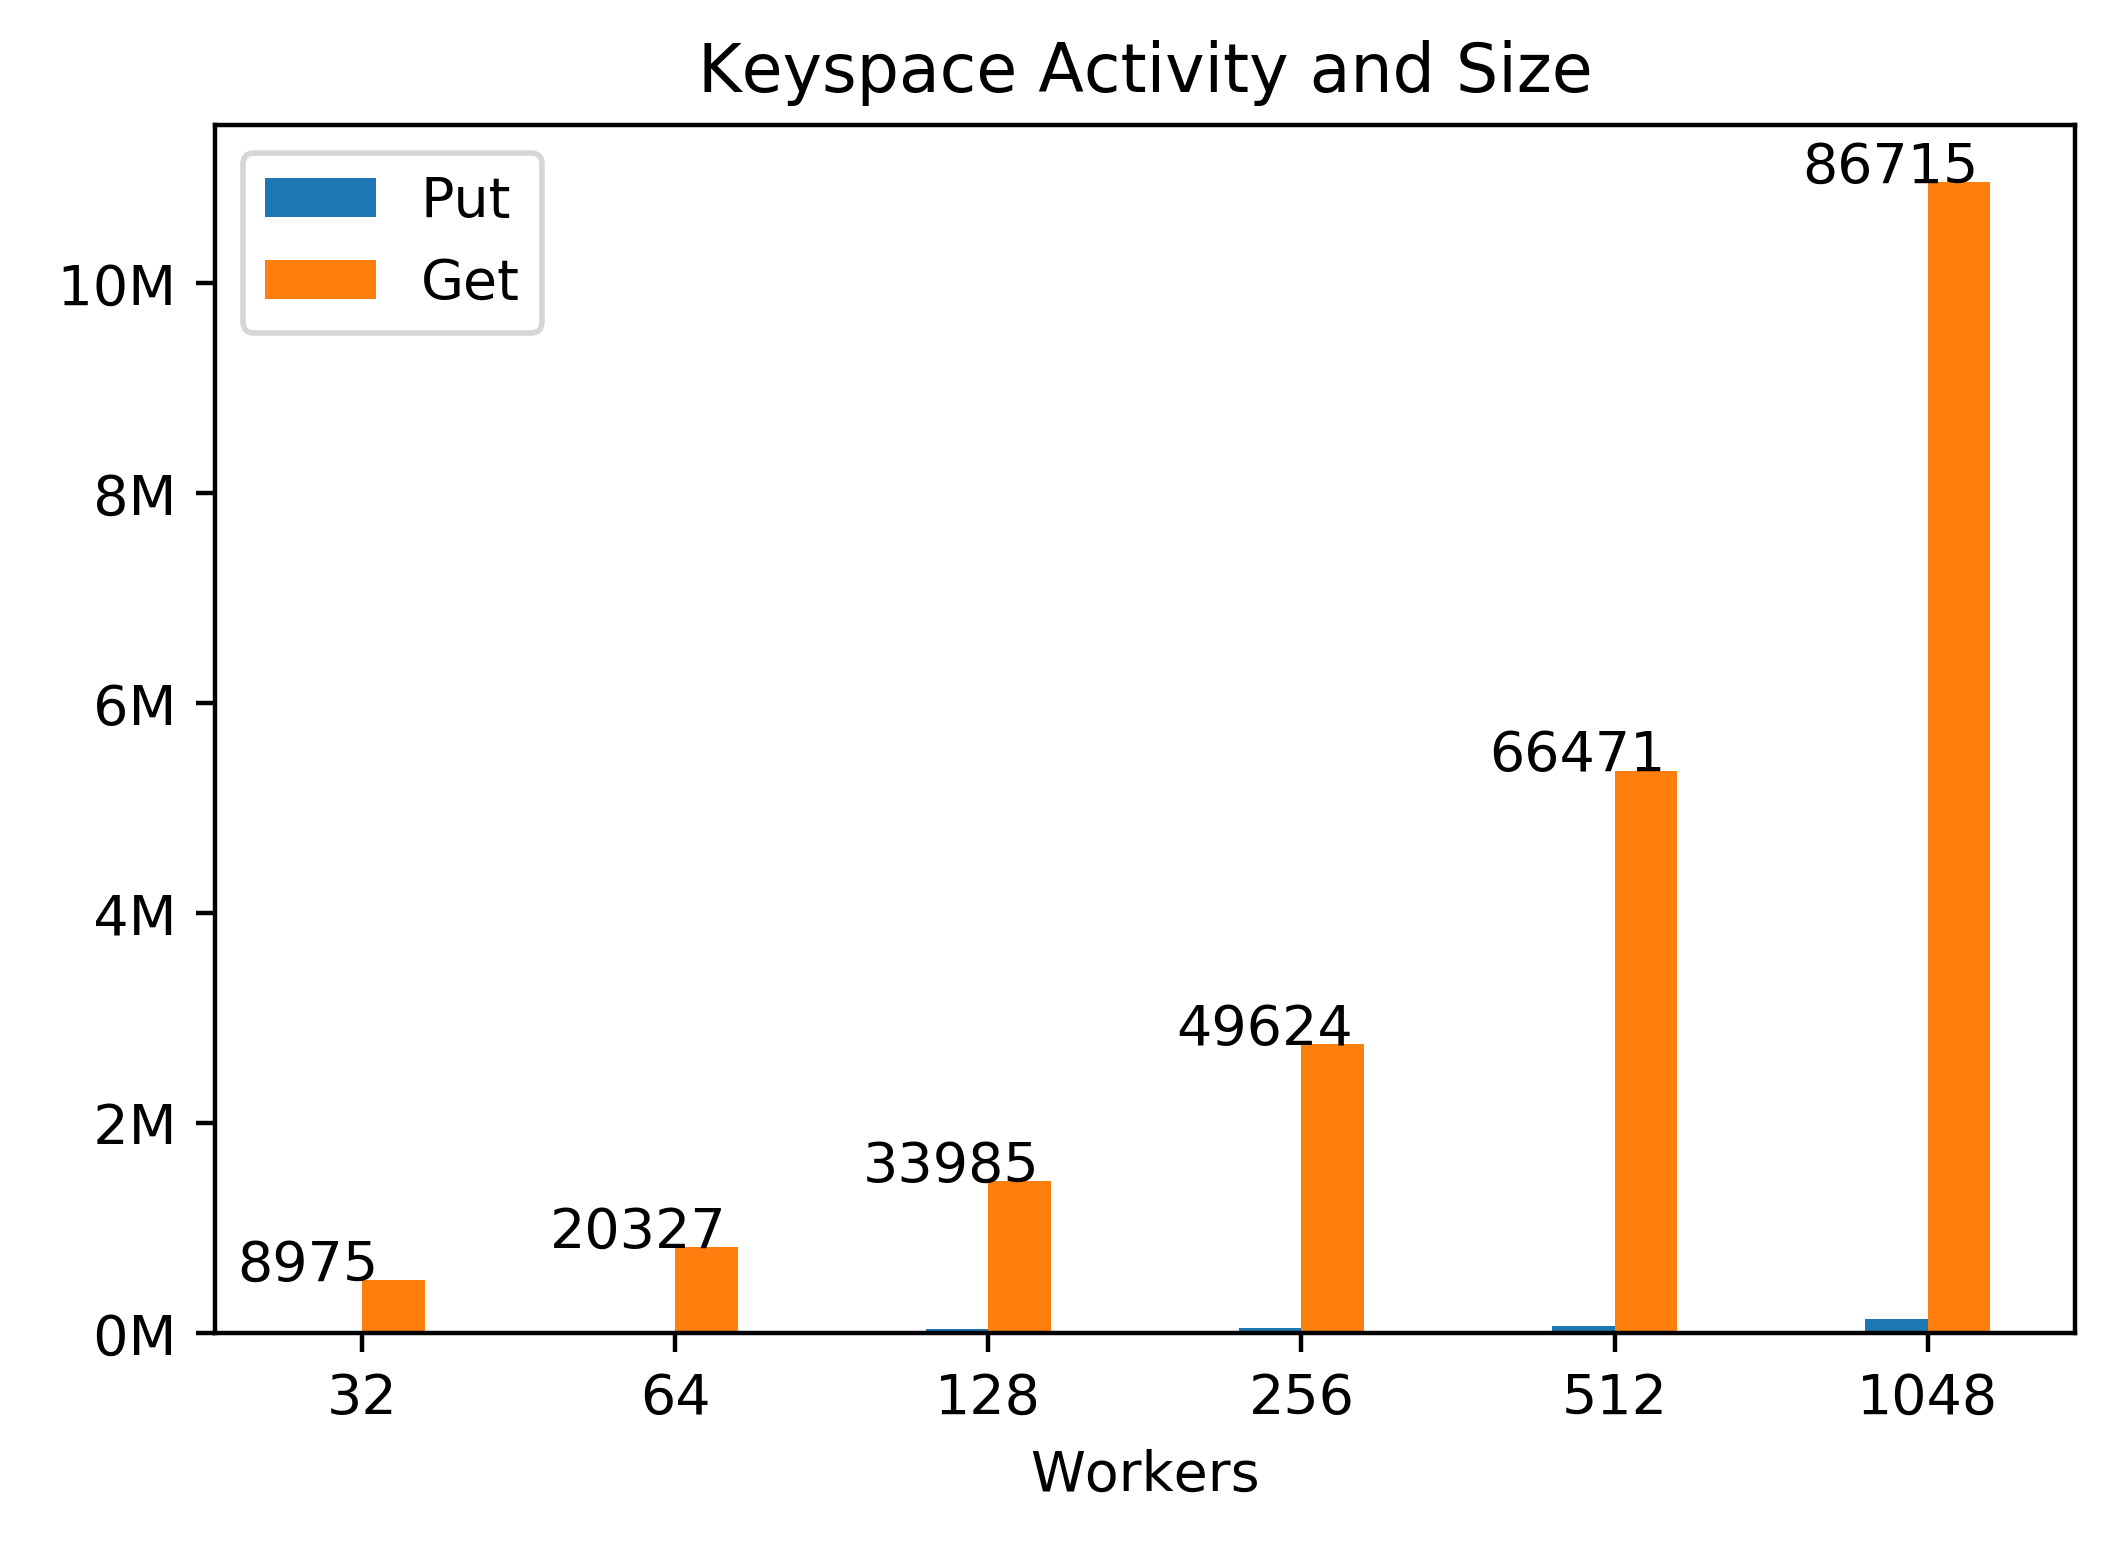 Keyspace Activity and Size
Put
Get
10M
8M
6M
4M
2M
0M
8975
20327
33985
49624
66471
86715
32 64 128 256 512 1048
Workers